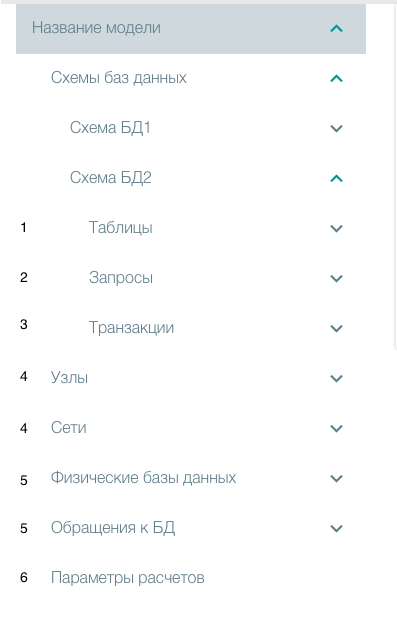 Название модели
Схемы баз данных
Схема БД1
Схема БД2
1 Таблицы
2 Запросы
3 Транзакции
4 Узлы
4 Сети
5 Физические базы данных
5 Обращения к БД
6 Параметры расчетов